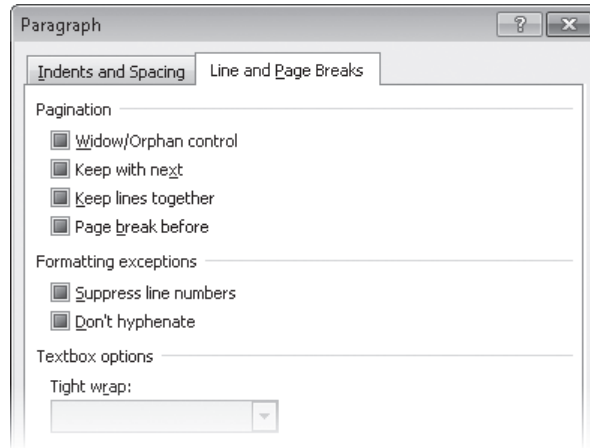 Paragraph
Indents and Spacing Line and Page Breaks
Pagination
Widow/Orphan control
Keep with next
Keep lines together
Page break before
Formatting exceptions
Suppress line numbers
Don't hyphenate
Textbox options
Tight wrap: